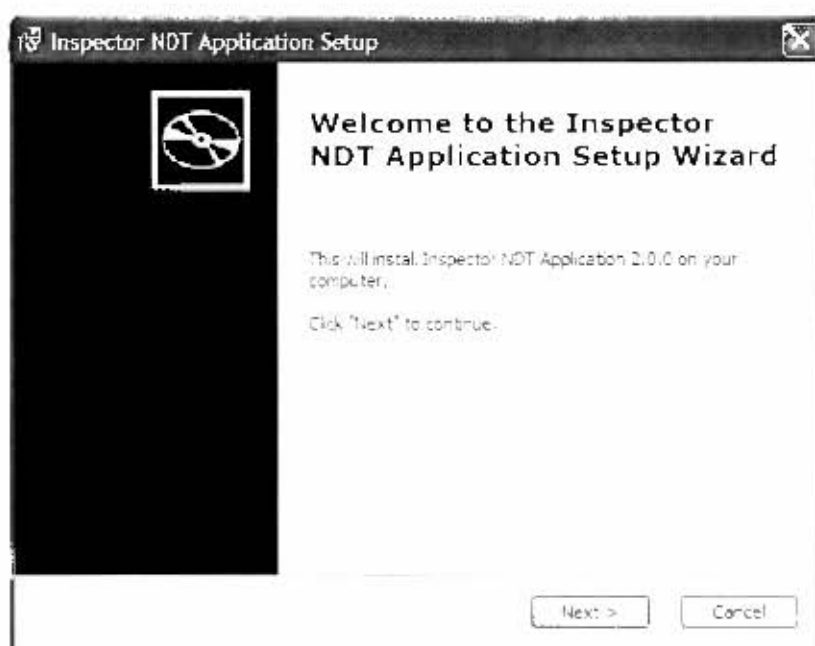 Inspector NDT Application Setup
Welcome to the Inspector
NDT Application Setup Wizard
This will install Inspector NDT Application 2.0.0 on your
computer.
Click "Next" to continue.
Next >
Cancel